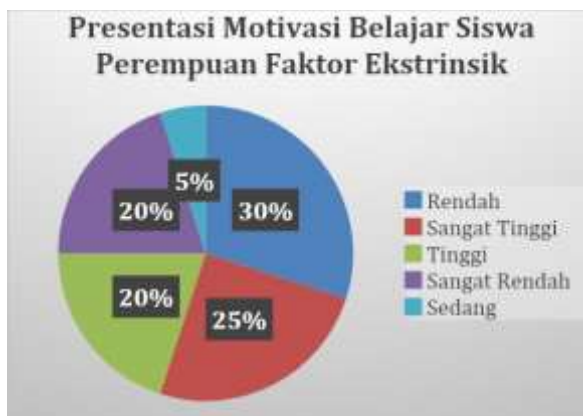 Presentasi Motivasi Belajar Siswa
Perempuan Faktor Ekstrinsik
5%
20%
30%
20%
25%
Rendah
Sangat Tinggi
Tinggi
Sangat Rendah
Sedang